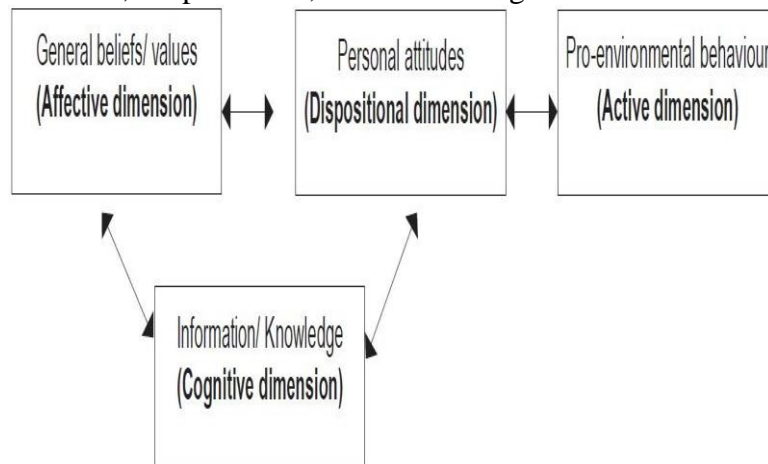 General beliefs/ values
(Affective dimension)
Personal attitudes
(Dispositional dimension)
Pro-environmental behaviour
(Active dimension)
Information/ Knowledge
(Cognitive dimension)